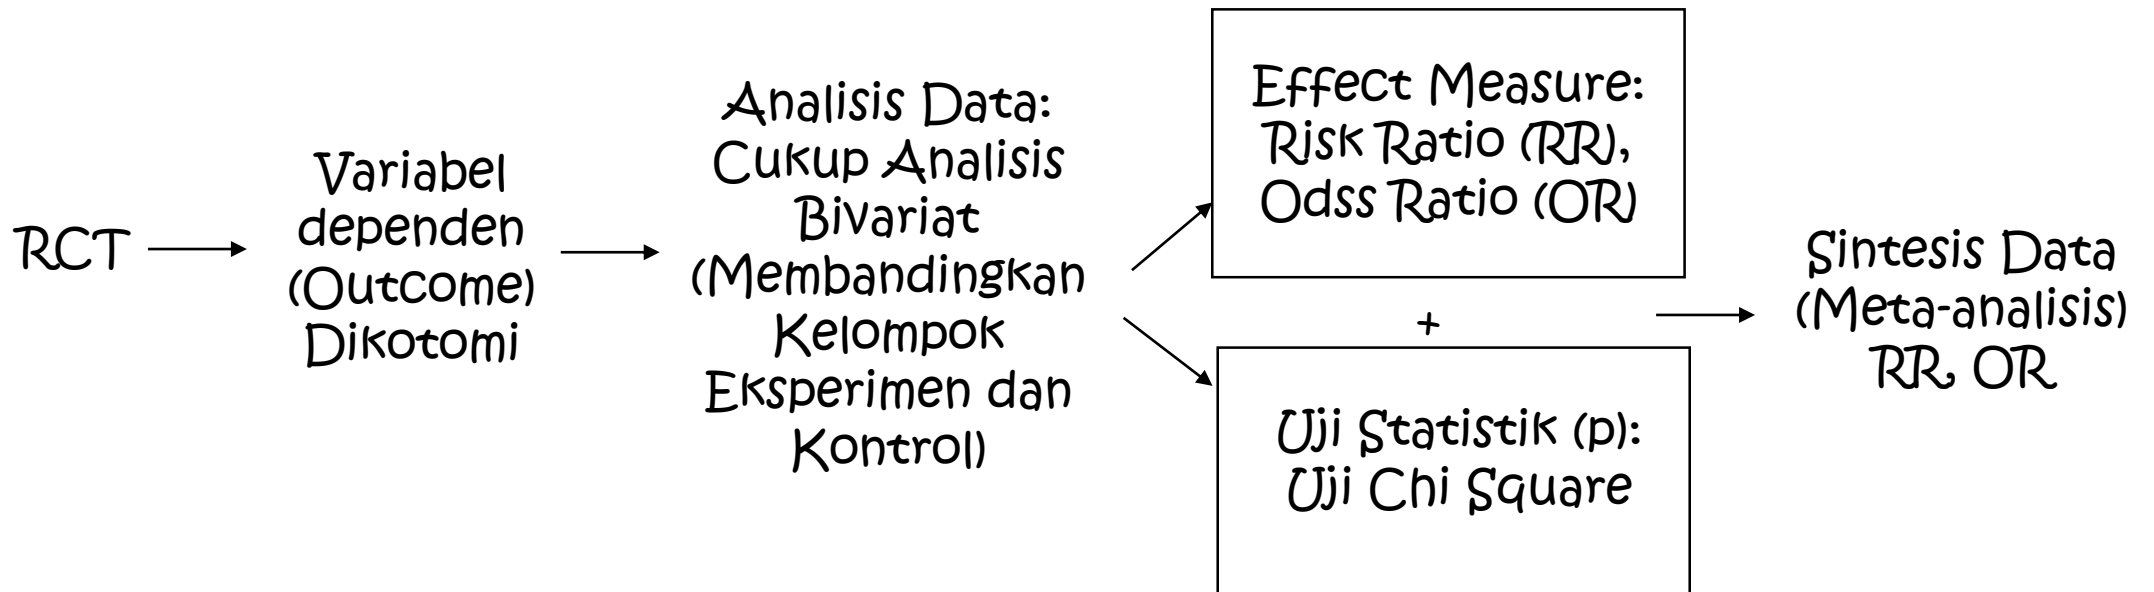 RCT
Variabel
dependen
(Outcome)
Dikotomi
Analisis Data:
Cukup Analisis
Bivariat
(Membandingkan
Kelompok
Eksperimen dan
Kontrol)
Effect Measure:
Risk Ratio (RR),
Odss Ratio (OR)
+
Uji Statistik (p):
Uji Chi Square
Sintesis Data
(Meta-analisis)
RR, OR